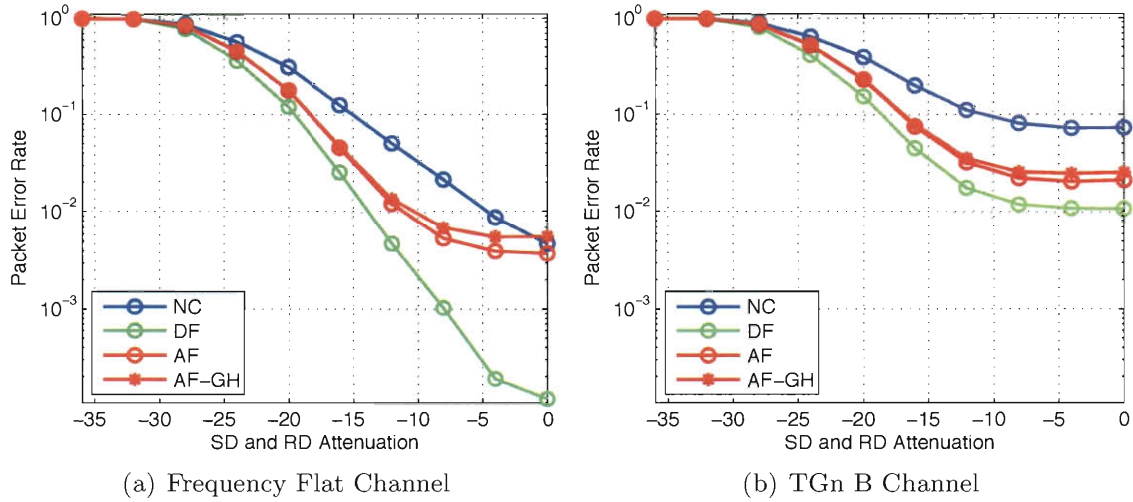 10^0
10^-1
10^-2
10^-3
Packet Error Rate
NC
DF
AF
AF-GH
-35 -30 -25 -20 -15 -10 -5 0
SD and RD Attenuation
(a) Frequency Flat Channel
10^0
10^-1
10^-2
10^-3
Packet Error Rate
NC
DF
AF
AF-GH
-35 -30 -25 -20 -15 -10 -5 0
SD and RD Attenuation
(b) TGn B Channel